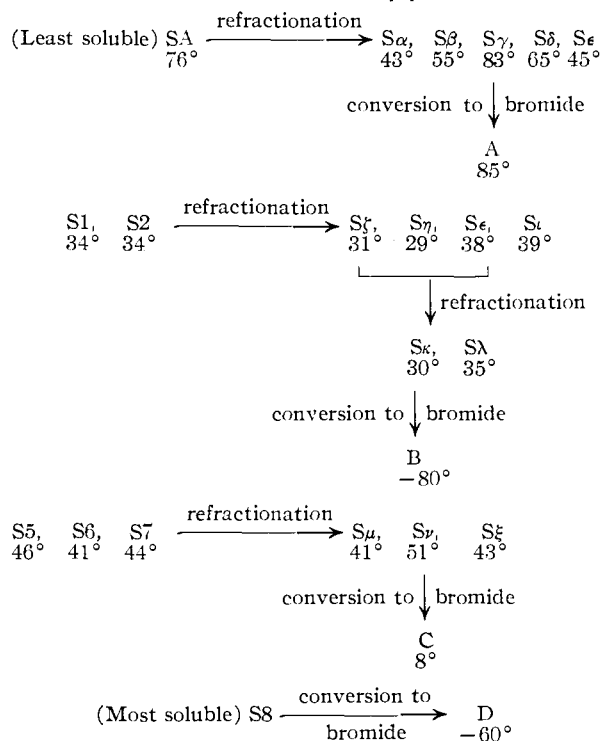 refractionation
(Least soluble) SA Sα, Sβ, Sγ, Sδ, Sϵ
76° 43° 55° 83° 65° 45°
conversion to bromide
A
85°
refractionation
S1, S2 Sζ, Sη, Sϵ, Sι
34° 34° 31° 29° 38° 39°
refractionation
Sκ, Sλ
30° 35°
conversion to bromide
B
−80°
refractionation
S5, S6, S7 Sμ, Sν, Sξ
46° 41° 44° 41° 51° 43°
conversion to bromide
C
8°
conversion to
(Most soluble) S8 D
bromide −60°